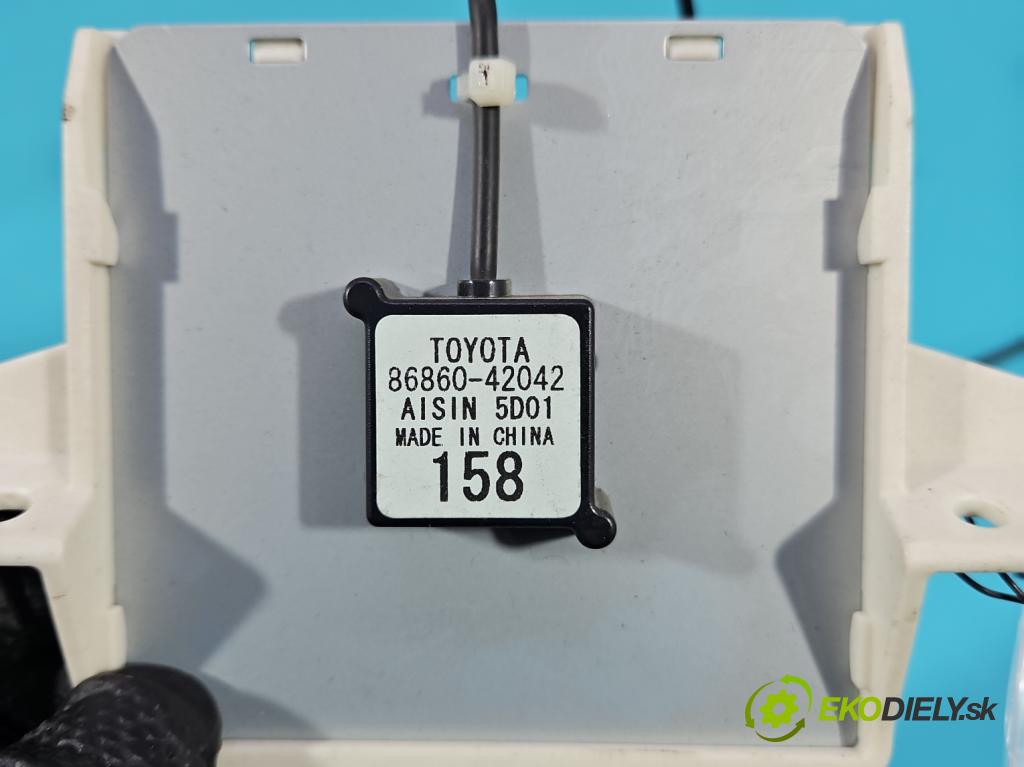 TOYOTA
86860-42042
AISIN 5D01
MADE IN CHINA
158
EKODIELY.sk